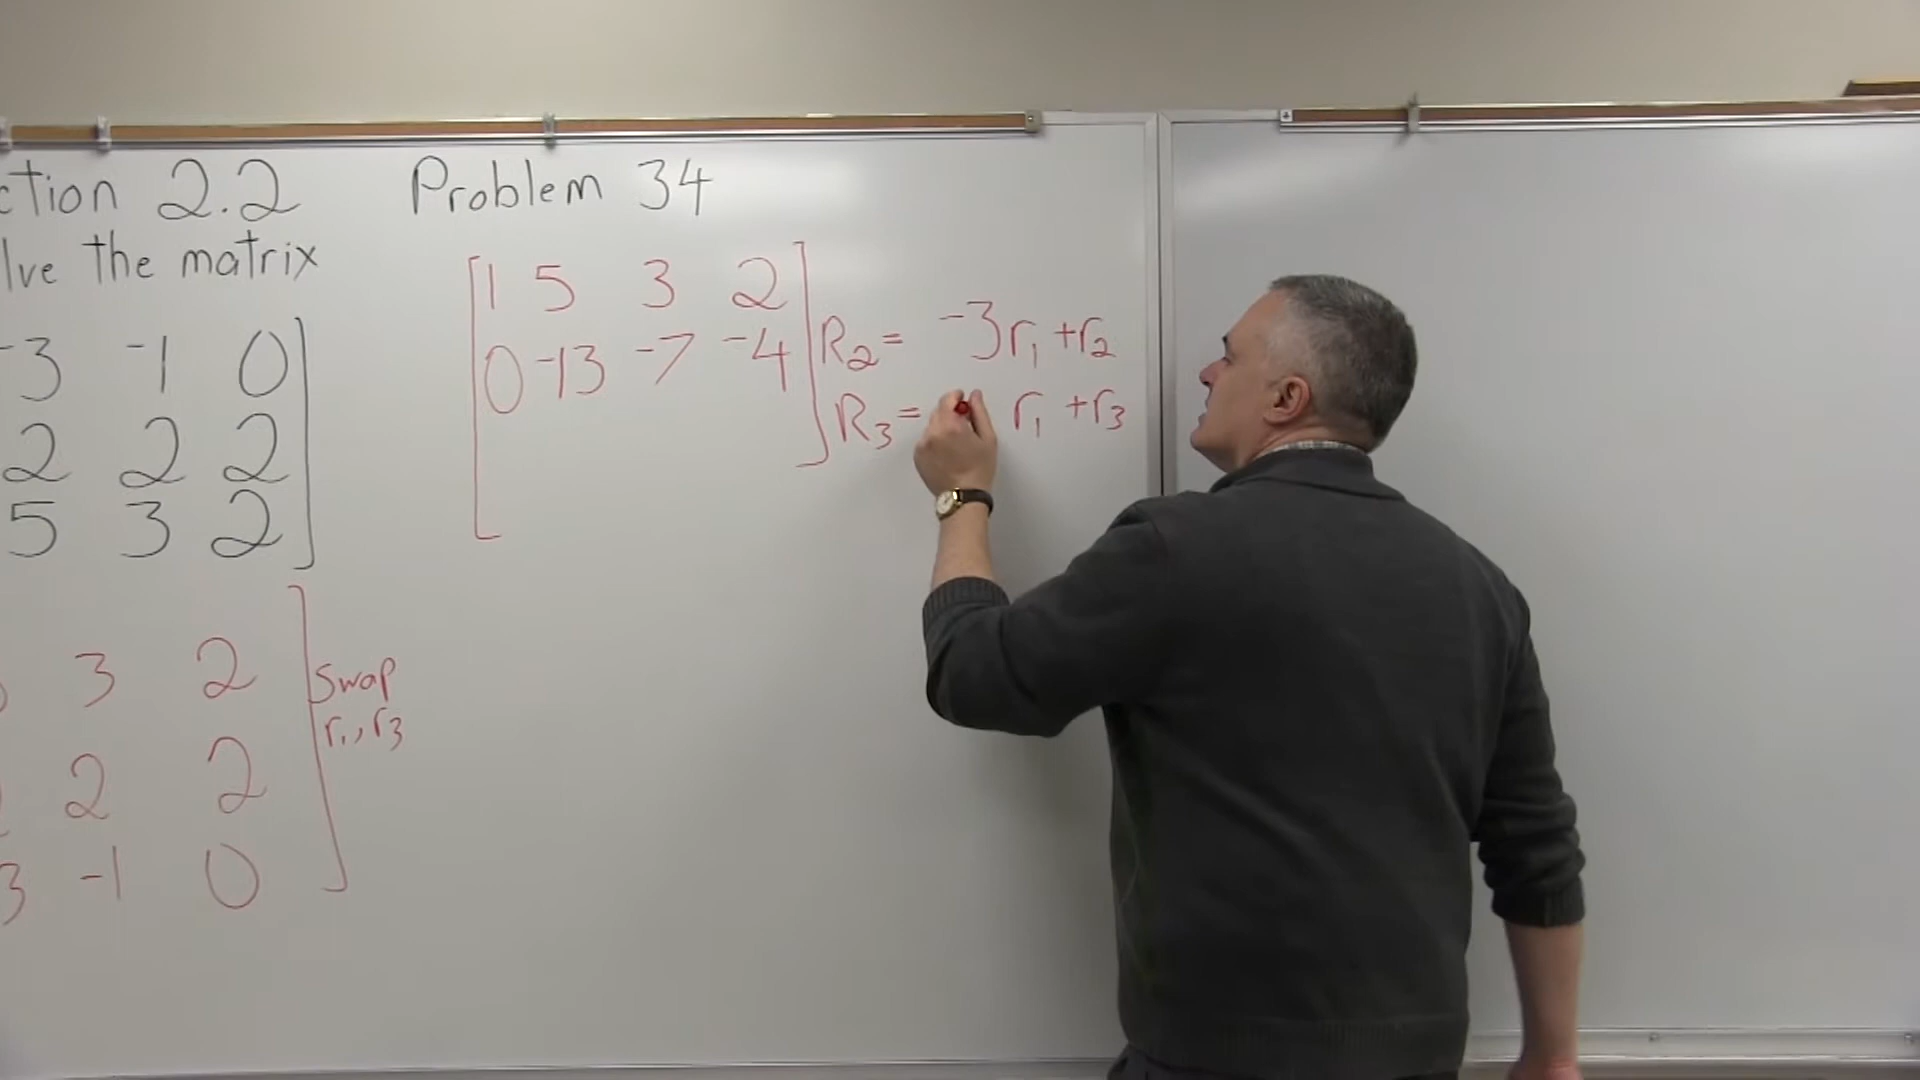 ction 2.2 Problem 34
lve the matrix
-3 -1 0
2 2 2
5 3 2
3 2
2 2
3 -1 0
swap
r1, r3
1 5 3 2
0 -13 -7 -4
R2 = -3r1 + r2
R3 = r1 + r3